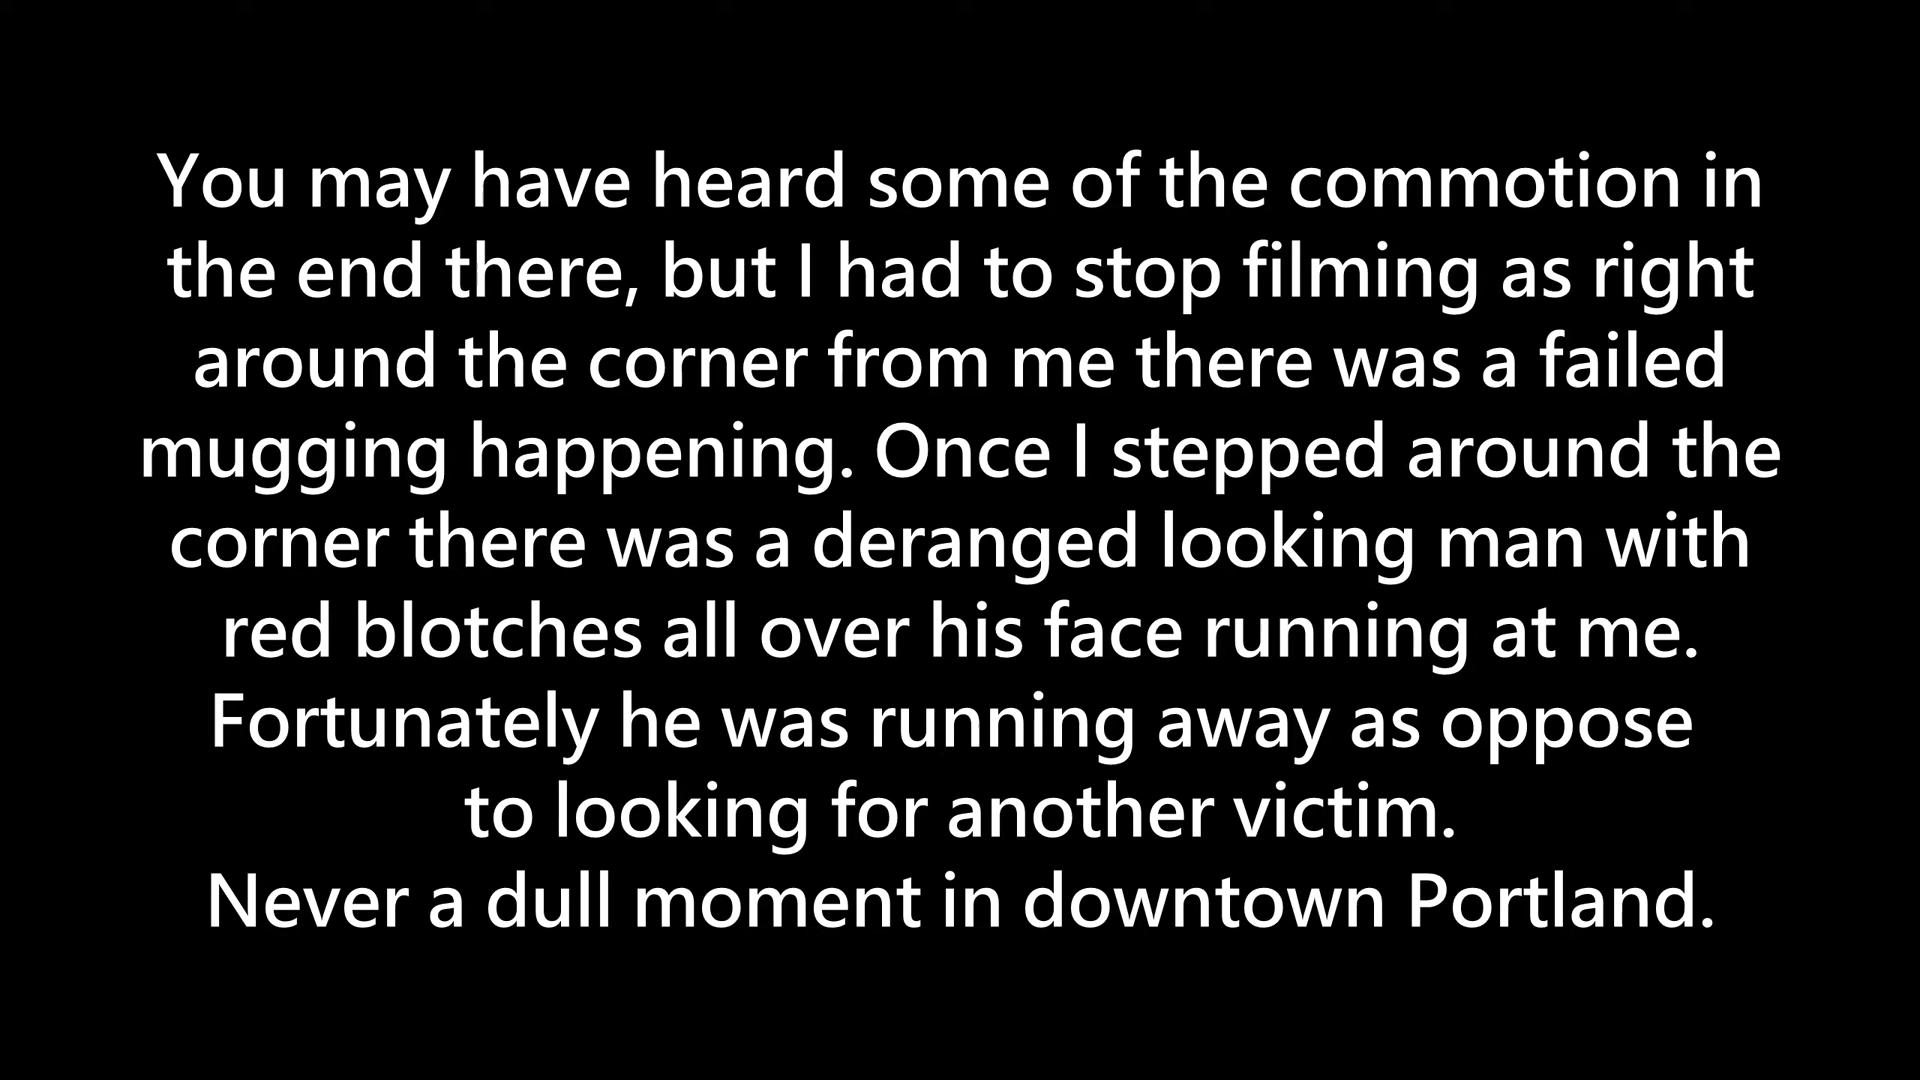 You may have heard some of the commotion in
the end there, but I had to stop filming as right
around the corner from me there was a failed
mugging happening. Once I stepped around the
corner there was a deranged looking man with
red blotches all over his face running at me.
Fortunately he was running away as oppose
to looking for another victim.
Never a dull moment in downtown Portland.